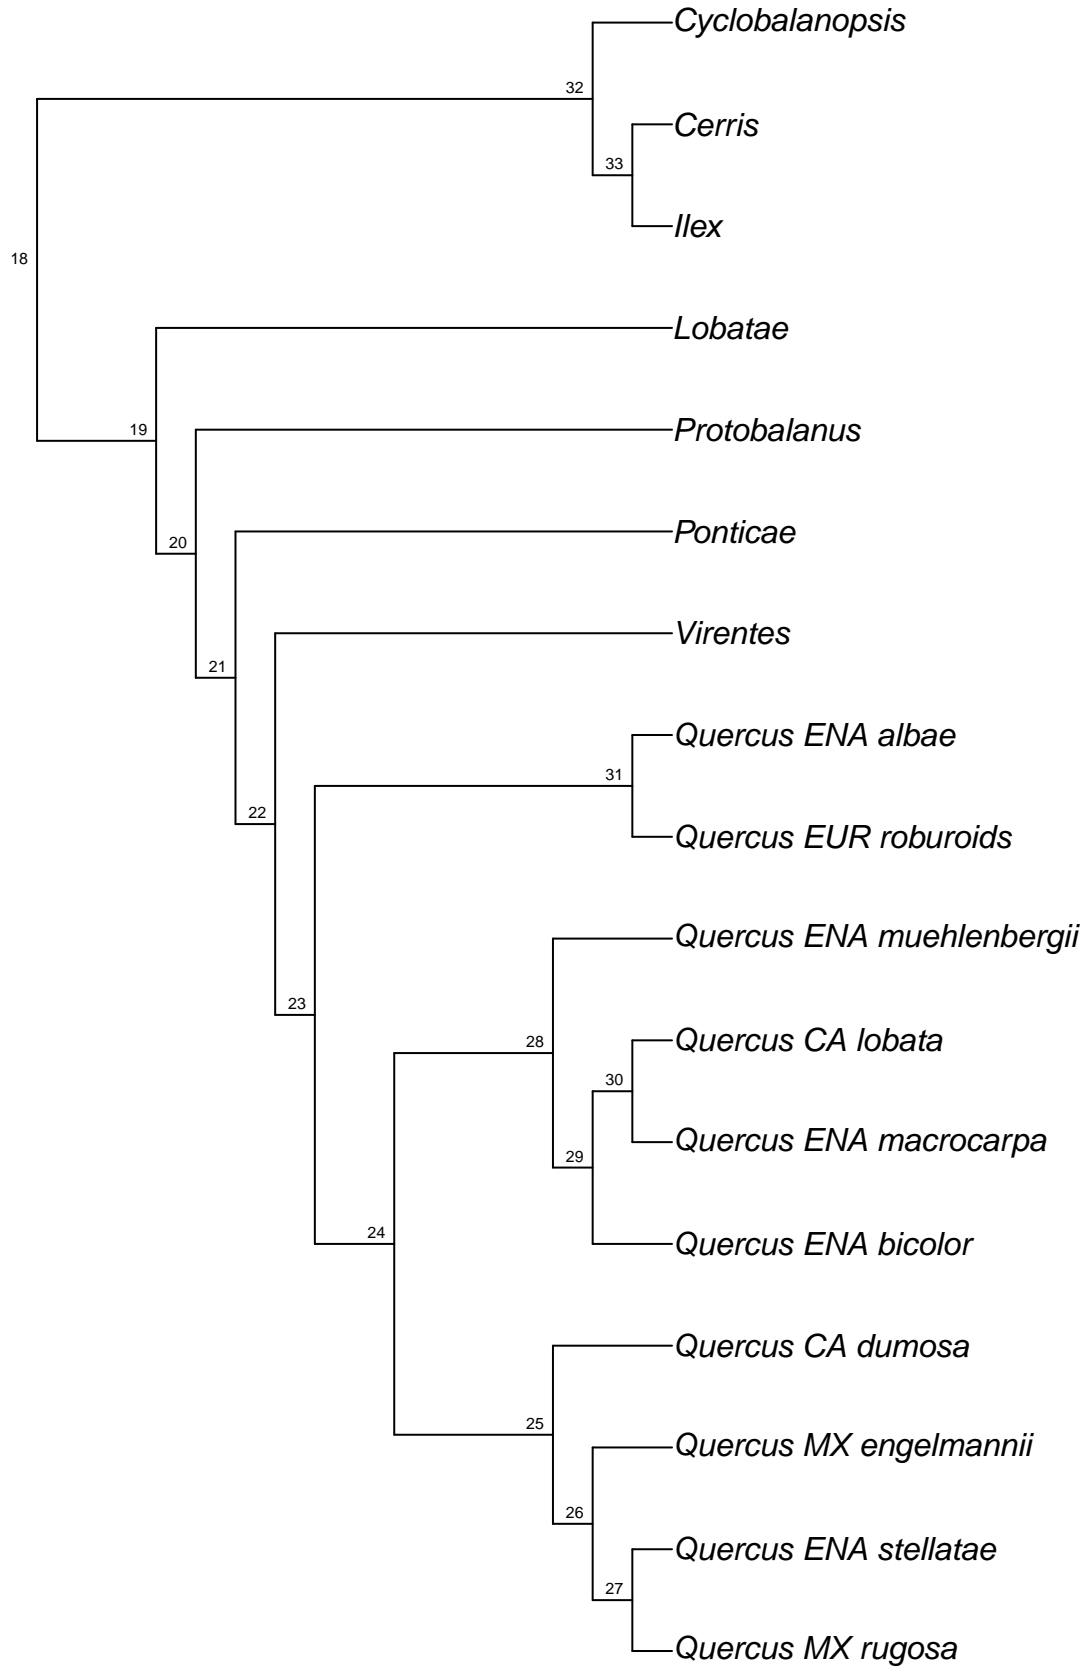 Cyclobalanopsis
32
Cerris
33
Ilex
18
Lobatae
19
Protobalanus
20
Ponticae
21
Virentes
22
Quercus ENA albae
31
Quercus EUR roburoids
Quercus ENA muehlenbergii
23
28
Quercus CA lobata
30
Quercus ENA macrocarpa
29
24
Quercus ENA bicolor
Quercus CA dumosa
25
Quercus MX engelmannii
26
Quercus ENA stellatae
27
Quercus MX rugosa